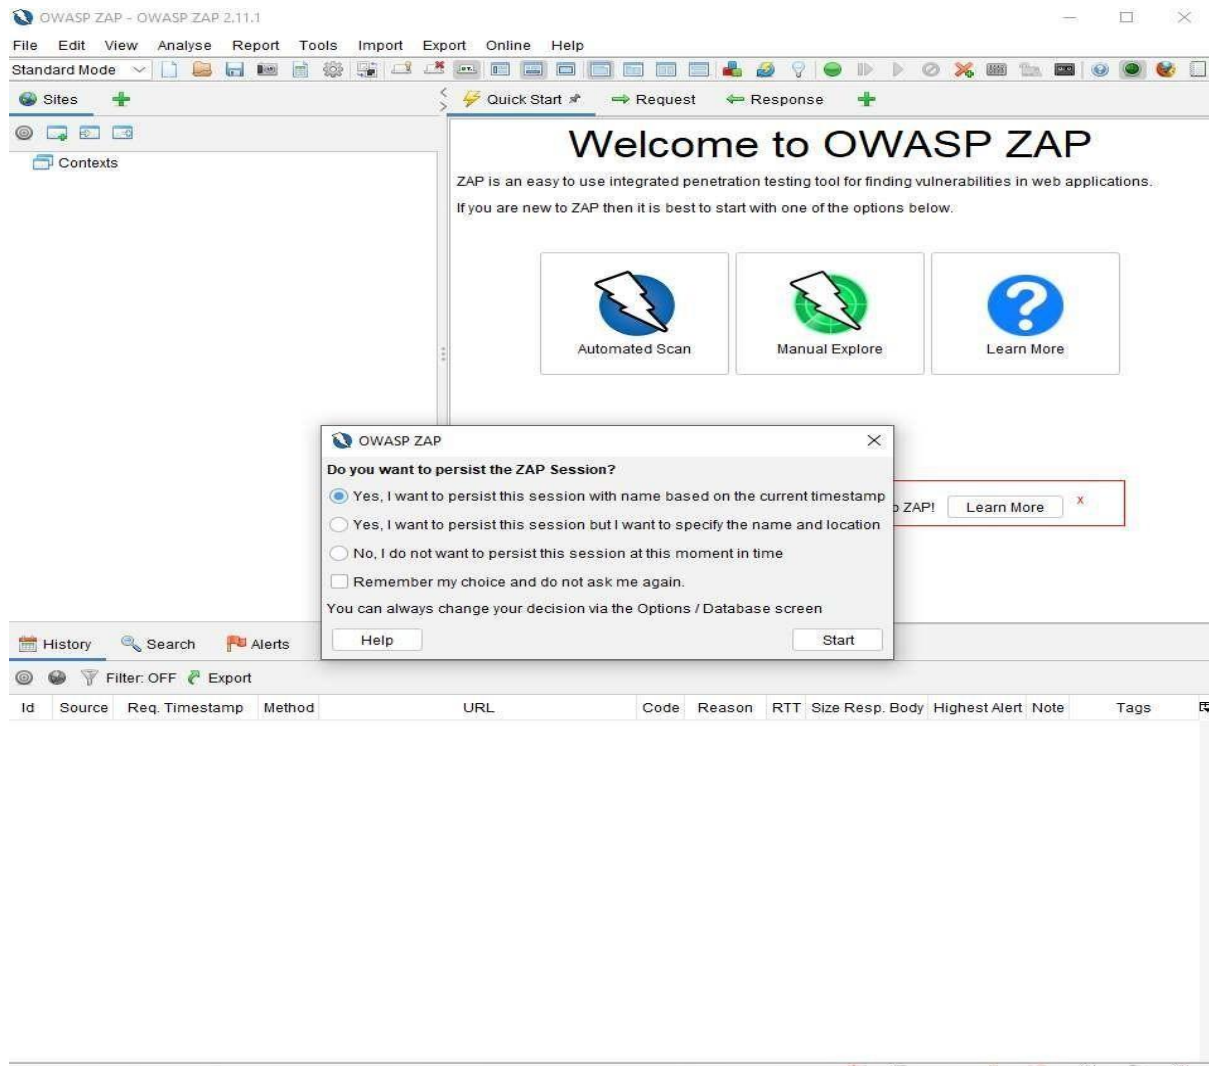 OWASP ZAP - OWASP ZAP 2.11.1
File Edit View Analyse Report Tools Import Export Online Help
Standard Mode
Sites
Quick Start Request Response
Contexts
Welcome to OWASP ZAP
ZAP is an easy to use integrated penetration testing tool for finding vulnerabilities in web applications.
If you are new to ZAP then it is best to start with one of the options below.
Automated Scan Manual Explore Learn More
OWASP ZAP
Do you want to persist the ZAP Session?
Yes, I want to persist this session with name based on the current timestamp
Yes, I want to persist this session but I want to specify the name and location
No, I do not want to persist this session at this moment in time
Remember my choice and do not ask me again.
You can always change your decision via the Options / Database screen
Help Start
ZAP! Learn More x
History Search Alerts
Filter: OFF Export
Id Source Req. Timestamp Method URL Code Reason RTT Size Resp. Body Highest Alert Note Tags